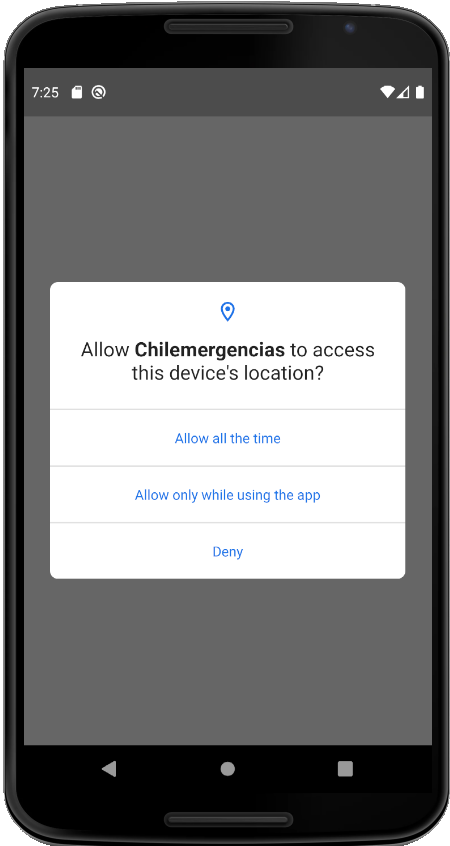 7:25
Allow Chilemergencias to access
this device's location?
Allow all the time
Allow only while using the app
Deny